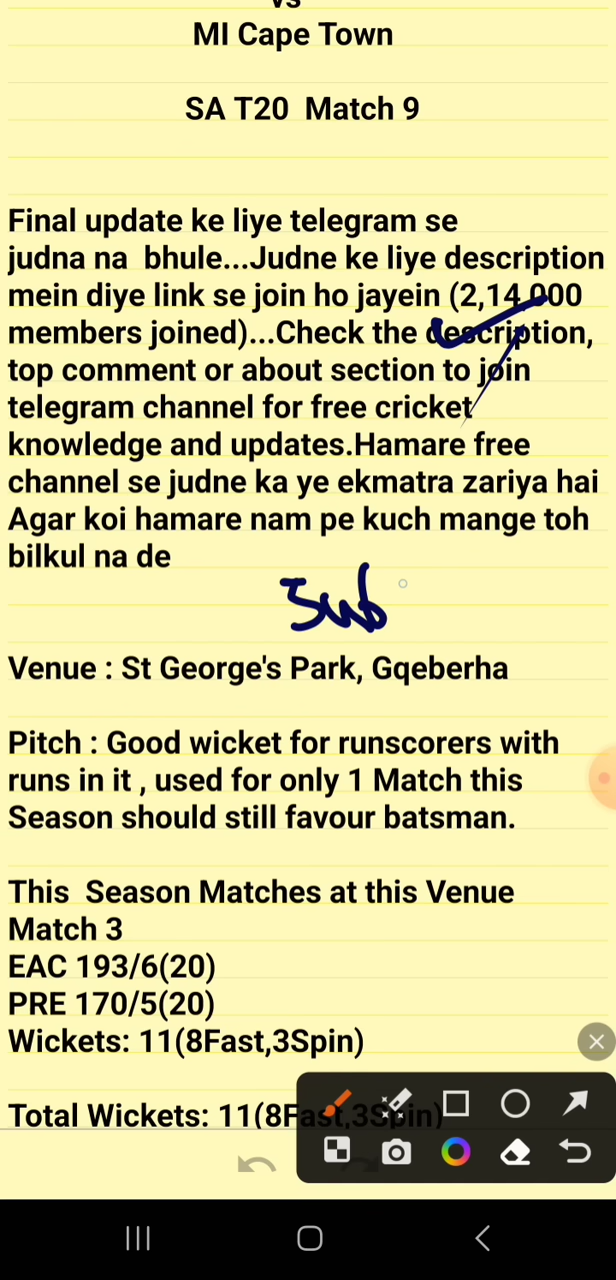 vs
MI Cape Town
SA T20  Match 9
Final update ke liye telegram se
judna na  bhule...Judne ke liye description
mein diye link se join ho jayein (2,14,000
members joined)...Check the description,
top comment or about section to join
telegram channel for free cricket
knowledge and updates.Hamare free
channel se judne ka ye ekmatra zariya hai
Agar koi hamare nam pe kuch mange toh
bilkul na de
Sub
Venue : St George's Park, Gqeberha
Pitch : Good wicket for runscorers with
runs in it , used for only 1 Match this
Season should still favour batsman.
This  Season Matches at this Venue
Match 3
EAC 193/6(20)
PRE 170/5(20)
Wickets: 11(8Fast,3Spin)
Total Wickets: 11(8Fast,3Spin)